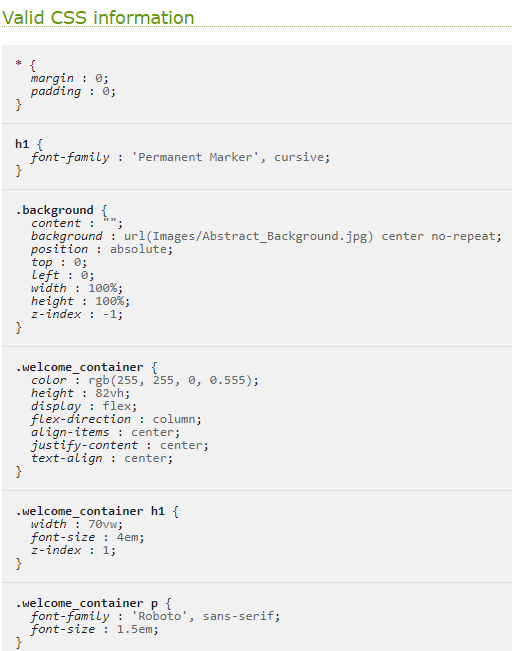 Valid CSS information
* {
margin : 0;
padding : 0;
}
h1 {
font-family : 'Permanent Marker', cursive;
}
.background {
content : "";
background : url(Images/Abstract_Background.jpg) center no-repeat;
position : absolute;
top : 0;
left : 0;
width : 100%;
height : 100%;
z-index : -1;
}
.welcome_container {
color : rgb(255, 255, 0, 0.555);
height : 82vh;
display : flex;
flex-direction : column;
align-items : center;
justify-content : center;
text-align : center;
}
.welcome_container h1 {
width : 70vw;
font-size : 4em;
z-index : 1;
}
.welcome_container p {
font-family : 'Roboto', sans-serif;
font-size : 1.5em;
}